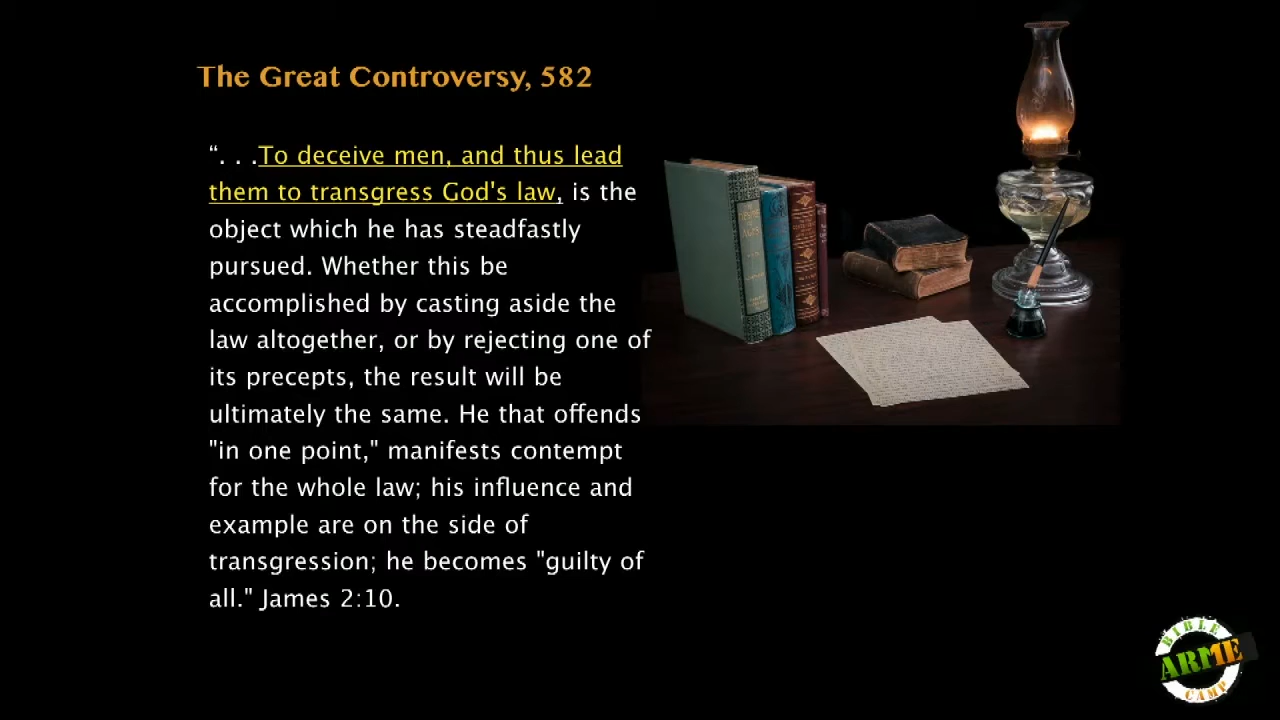 The Great Controversy, 582
“. . .To deceive men, and thus lead
them to transgress God's law, is the
object which he has steadfastly
pursued. Whether this be
accomplished by casting aside the
law altogether, or by rejecting one of
its precepts, the result will be
ultimately the same. He that offends
"in one point," manifests contempt
for the whole law; his influence and
example are on the side of
transgression; he becomes "guilty of
all." James 2:10.
BIBLE
ARME
CAMP